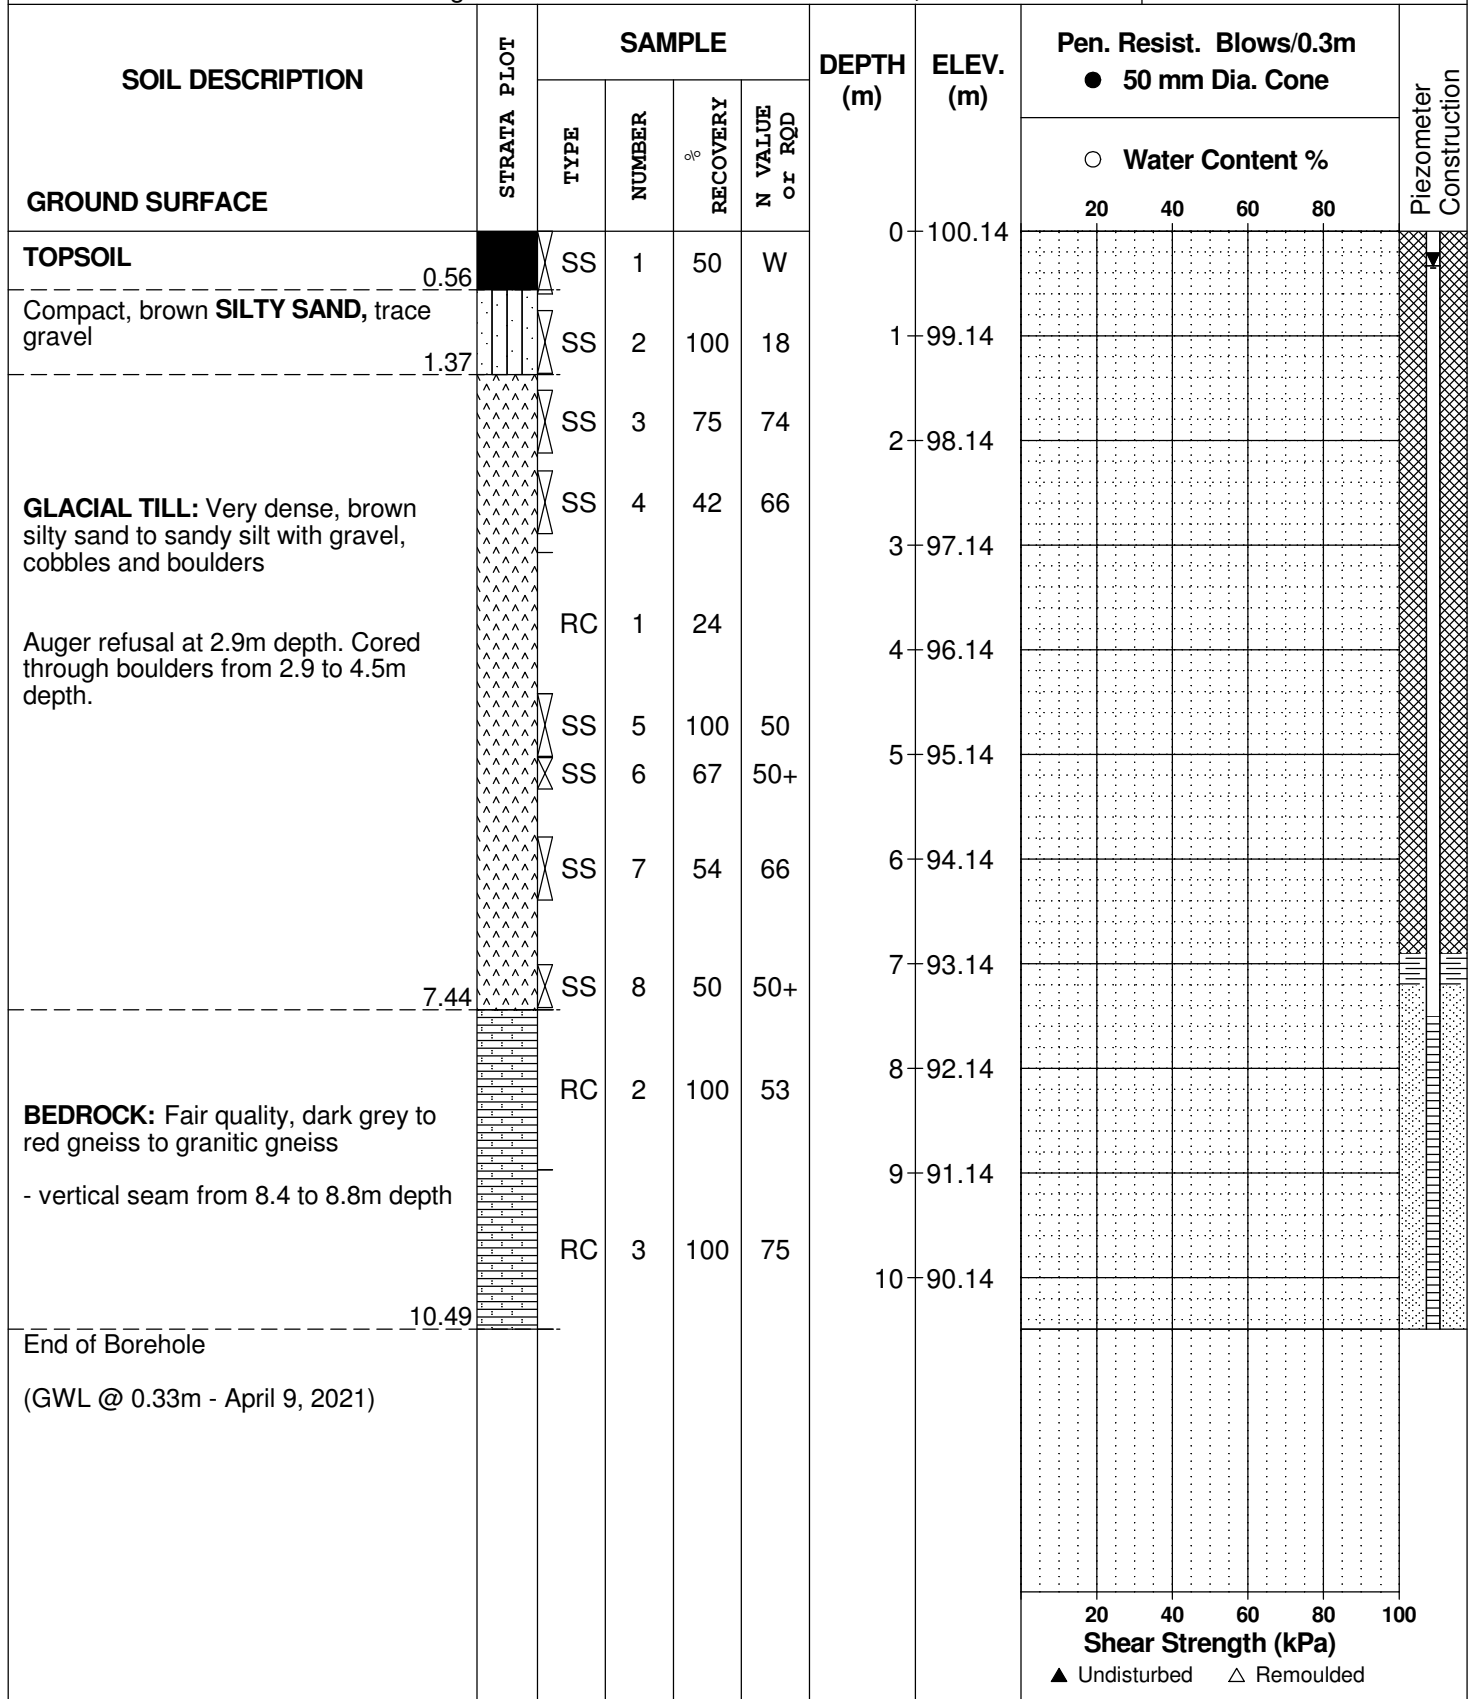 SOIL DESCRIPTION
GROUND SURFACE
STRATA PLOT
SAMPLE
TYPE
NUMBER
% RECOVERY
N VALUE or RQD
DEPTH (m)
ELEV. (m)
Pen. Resist. Blows/0.3m
● 50 mm Dia. Cone
○ Water Content %
20 40 60 80
Piezometer Construction
0 100.14
TOPSOIL
0.56
SS 1 50 W
Compact, brown SILTY SAND, trace
gravel
1.37
SS 2 100 18
1 99.14
SS 3 75 74
2 98.14
GLACIAL TILL: Very dense, brown
silty sand to sandy silt with gravel,
cobbles and boulders
SS 4 42 66
3 97.14
Auger refusal at 2.9m depth. Cored
through boulders from 2.9 to 4.5m
depth.
RC 1 24
4 96.14
SS 5 100 50
5 95.14
SS 6 67 50+
6 94.14
SS 7 54 66
7 93.14
SS 8 50 50+
7.44
8 92.14
RC 2 100 53
BEDROCK: Fair quality, dark grey to
red gneiss to granitic gneiss
- vertical seam from 8.4 to 8.8m depth
9 91.14
RC 3 100 75
10 90.14
10.49
End of Borehole
(GWL @ 0.33m - April 9, 2021)
20 40 60 80 100
Shear Strength (kPa)
▲ Undisturbed △ Remoulded